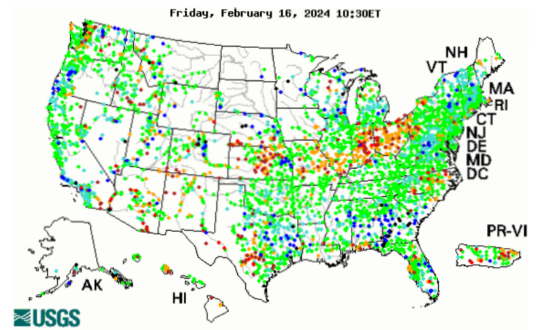 Friday, February 16, 2024 10:30ET
NH
VT
MA
RI
CT
NJ
DE
MD
DC
PR-VI
AK
HI
USGS